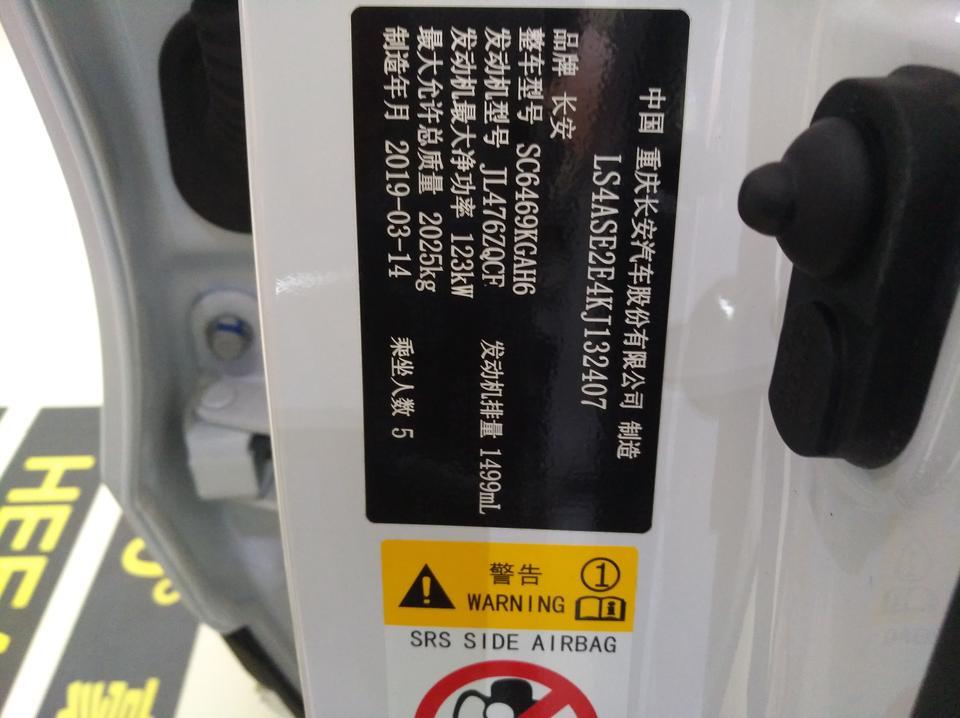 中国 重庆长安汽车股份有限公司 制造
LS4ASE2E4KJ132407
品牌 长安
整车型号 SC6469KGAH6
发动机型号 JL476ZQCF 发动机排量 1499mL
发动机最大净功率 123kW
最大允许总质量 2025kg
制造年月 2019-03-14 乘坐人数 5
警告 ①
WARNING
SRS SIDE AIRBAG